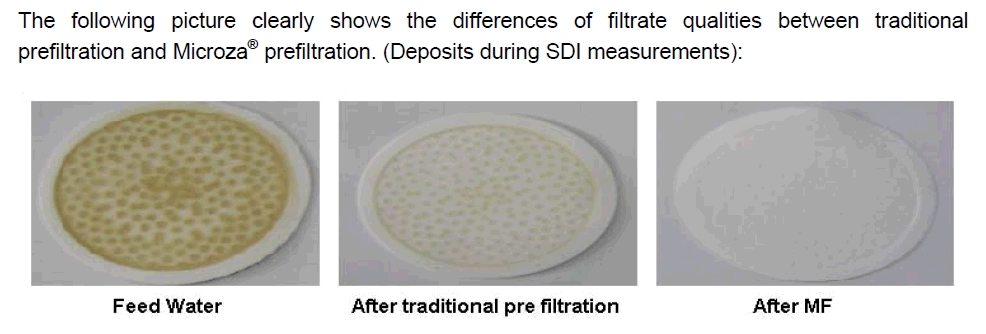 The following picture clearly shows the differences of filtrate qualities between traditional
prefiltration and Microza® prefiltration. (Deposits during SDI measurements):
Feed Water
After traditional pre filtration
After MF